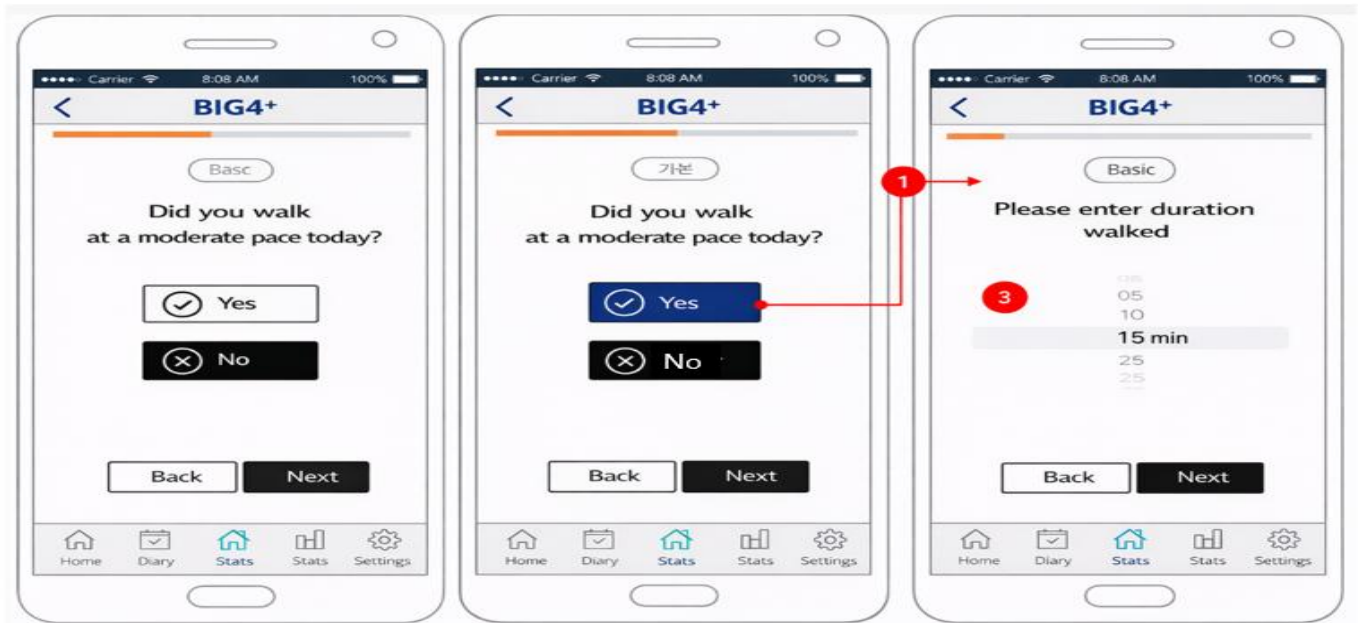 ●●●●○ Carrier 8:08 AM 100%
BIG4+
Basc
Did you walk
at a moderate pace today?
Yes
No
Back Next
Home Diary Stats Stats Settings
●●●●○ Carrier 8:08 AM 100%
BIG4+
기본
Did you walk
at a moderate pace today?
Yes
No
Back Next
Home Diary Stats Stats Settings
1
●●●●○ Carrier 8:08 AM 100%
BIG4+
Basic
Please enter duration
walked
3
05
10
15 min
25
25
Back Next
Home Diary Stats Stats Settings